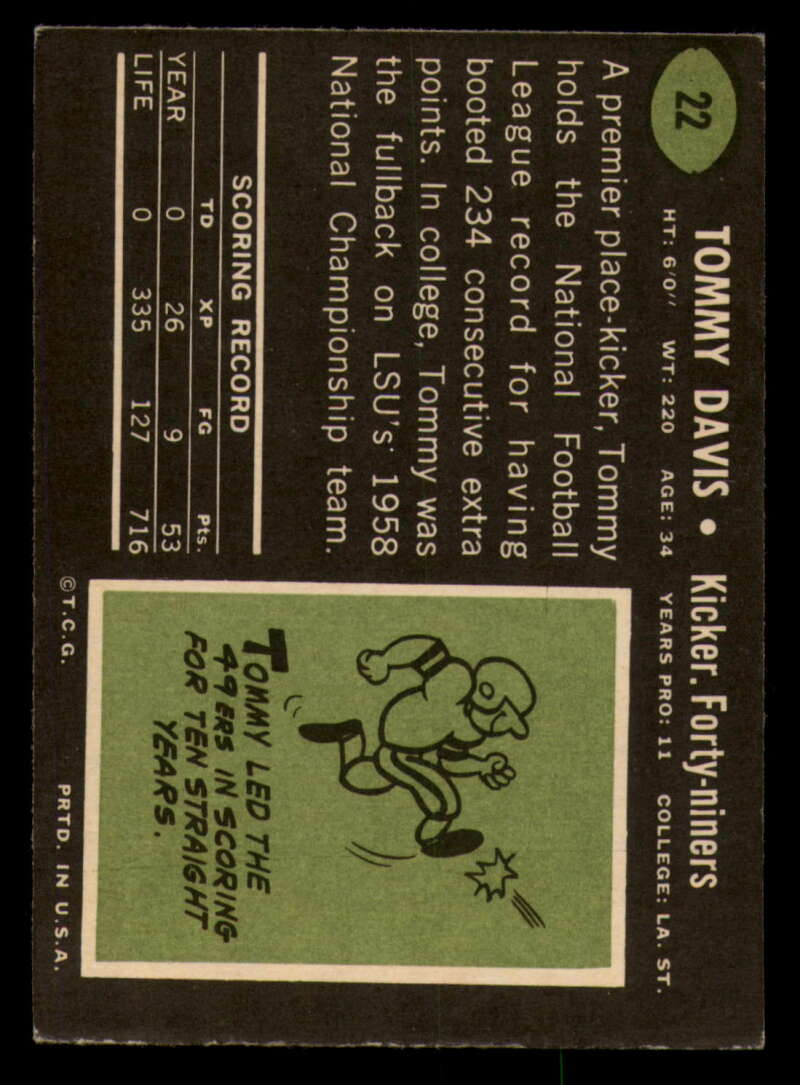 22
TOMMY DAVIS • Kicker. Forty-niners
HT: 6'0" WT: 220 AGE: 34 YEARS PRO: 11 COLLEGE: LA. ST.
A premier place-kicker, Tommy
holds the National Football
League record for having
booted 234 consecutive extra
points. In college, Tommy was
the fullback on LSU's 1958
National Championship team.
SCORING RECORD
TD XP FG Pts.
YEAR 0 26 9 53
LIFE 0 335 127 716
TOMMY LED THE
49ERS IN SCORING
FOR TEN STRAIGHT
YEARS.
©T.C.G. PRTD. IN U.S.A.